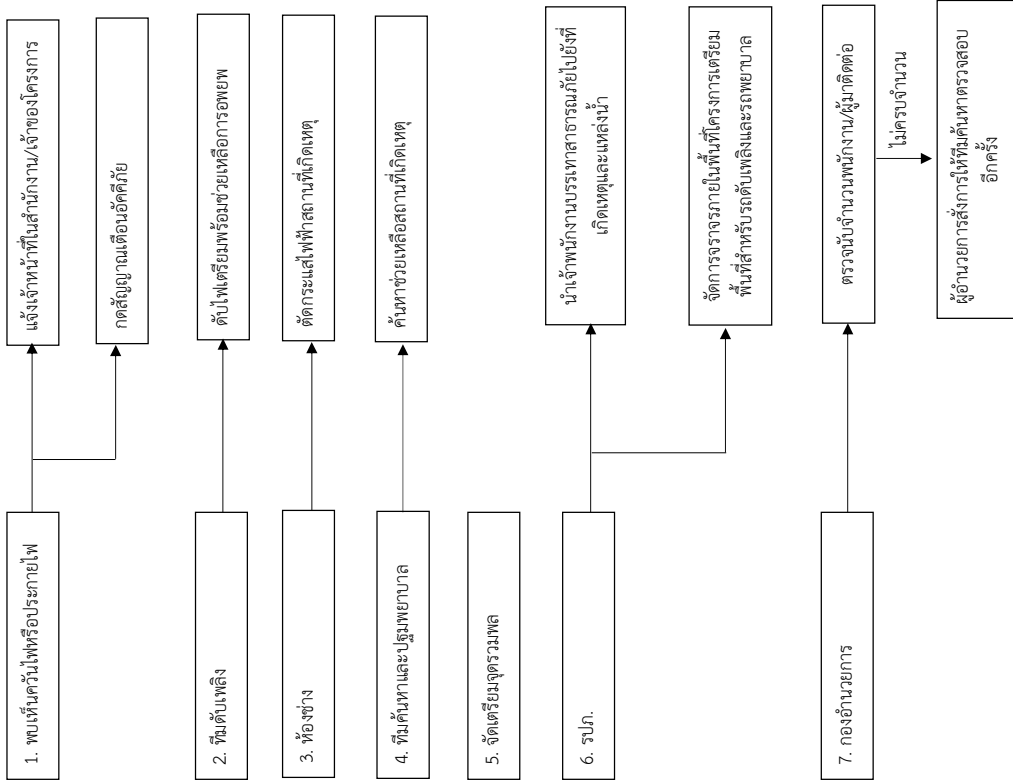 1. พบเห็นควันไฟหรือประกายไฟ
แจ้งเจ้าหน้าที่ในสำนักงาน/เจ้าของโครงการ
กดสัญญาณเตือนอัคคีภัย
2. ทีมดับเพลิง
ดับไฟเตรียมพร้อมช่วยเหลือการอพยพ
3. ห้องช่าง
ตัดกระแสไฟฟ้าสถานที่เกิดเหตุ
4. ทีมค้นหาและปฐมพยาบาล
ค้นหาช่วยเหลือสถานที่เกิดเหตุ
5. จัดเตรียมจุดรวมพล
6. รปภ.
นำเจ้าพนักงานบรรเทาสาธารณภัยไปยังที่
เกิดเหตุและแหล่งน้ำ
จัดการจราจรภายในพื้นที่โครงการเตรียม
พื้นที่สำหรับรถดับเพลิงและรถพยาบาล
7. กองอำนวยการ
ตรวจนับจำนวนพนักงาน/ผู้มาติดต่อ
ไม่ครบจำนวน
ผู้อำนวยการสั่งการให้ทีมค้นหาตรวจสอบ
อีกครั้ง